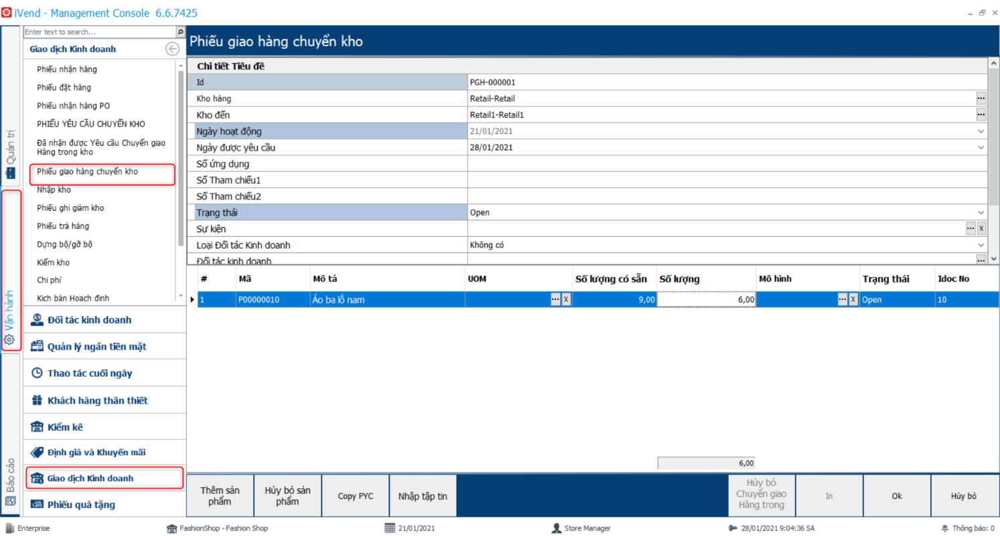 iVend - Management Console 6.6.7425
Enter text to search...
Giao dịch Kinh doanh
Phiếu nhận hàng
Phiếu đặt hàng
Phiếu nhận hàng PO
PHIẾU YÊU CẦU CHUYỂN KHO
Đã nhận được Yêu cầu Chuyển giao
Hàng trong kho
Phiếu giao hàng chuyển kho
Nhập kho
Phiếu ghi giảm kho
Phiếu trả hàng
Dựng bộ/gỡ bộ
Kiểm kho
Chi phí
Kịch bản Hoạch định
Đối tác kinh doanh
Quản lý ngăn tiền mặt
Thao tác cuối ngày
Khách hàng thân thiết
Kiểm kê
Định giá và Khuyến mãi
Giao dịch Kinh doanh
Phiếu quà tặng
Quản trị
Vận hành
Báo cáo
Phiếu giao hàng chuyển kho
Chi tiết Tiêu đề
Id PGH-000001
Kho hàng Retail-Retail ...
Kho đến Retail1-Retail1 ...
Ngày hoạt động 21/01/2021
Ngày được yêu cầu 28/01/2021
Số ứng dụng
Số Tham chiếu1
Số Tham chiếu2
Trạng thái Open
Sự kiện ... X
Loại Đối tác Kinh doanh Không có
Đối tác kinh doanh ...
# Mã Mô tả UOM Số lượng có sẵn Số lượng Mô hình Trạng thái Idoc No
1 P00000010 Áo ba lỗ nam ... X 9,00 6,00 ... X Open 10
6,00
Thêm sản
phẩm
Hủy bỏ sản
phẩm
Copy PYC
Nhập tập tin
Hủy bỏ
Chuyển giao
Hàng trong
In
Ok
Hủy bỏ
Enterprise
FashionShop - Fashion Shop
21/01/2021
Store Manager
28/01/2021 9:04:36 SA
Thông báo: 0